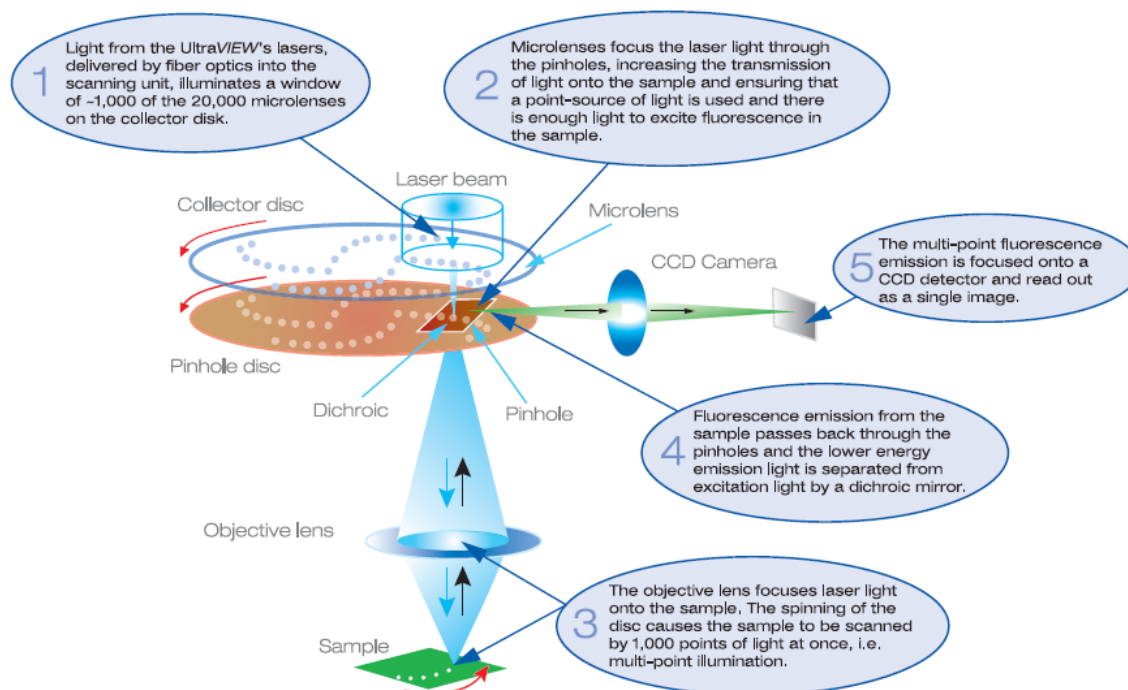 1
Light from the UltraVIEW's lasers,
delivered by fiber optics into the
scanning unit, illuminates a window
of ~1,000 of the 20,000 microlenses
on the collector disk.
2
Microlenses focus the laser light through
the pinholes, increasing the transmission
of light onto the sample and ensuring that
a point-source of light is used and there
is enough light to excite fluorescence in
the sample.
Laser beam
Collector disc
Microlens
CCD Camera
5
The multi-point fluorescence
emission is focused onto a
CCD detector and read out
as a single image.
Pinhole disc
Dichroic
Pinhole
4
Fluorescence emission from the
sample passes back through the
pinholes and the lower energy
emission light is separated from
excitation light by a dichroic mirror.
Objective lens
3
The objective lens focuses laser light
onto the sample. The spinning of the
disc causes the sample to be scanned
by 1,000 points of light at once, i.e.
multi-point illumination.
Sample